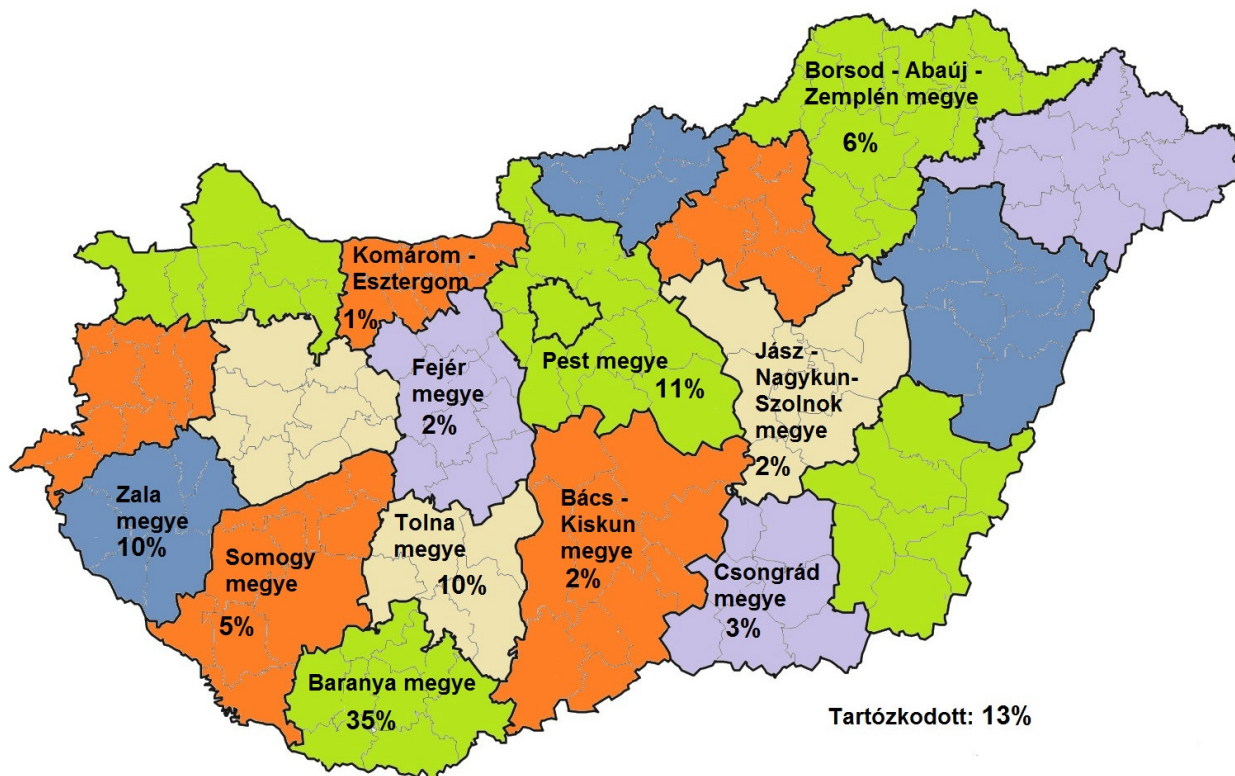 Borsod - Abaúj -
Zemplén megye
6%
Komárom -
Esztergom
1%
Fejér
megye
2%
Pest megye
11%
Jász -
Nagykun-
Szolnok
megye
2%
Zala
megye
10%
Somogy
megye
5%
Tolna
megye
10%
Bács -
Kiskun
megye
2%
Csongrád
megye
3%
Baranya megye
35%
Tartózkodott: 13%